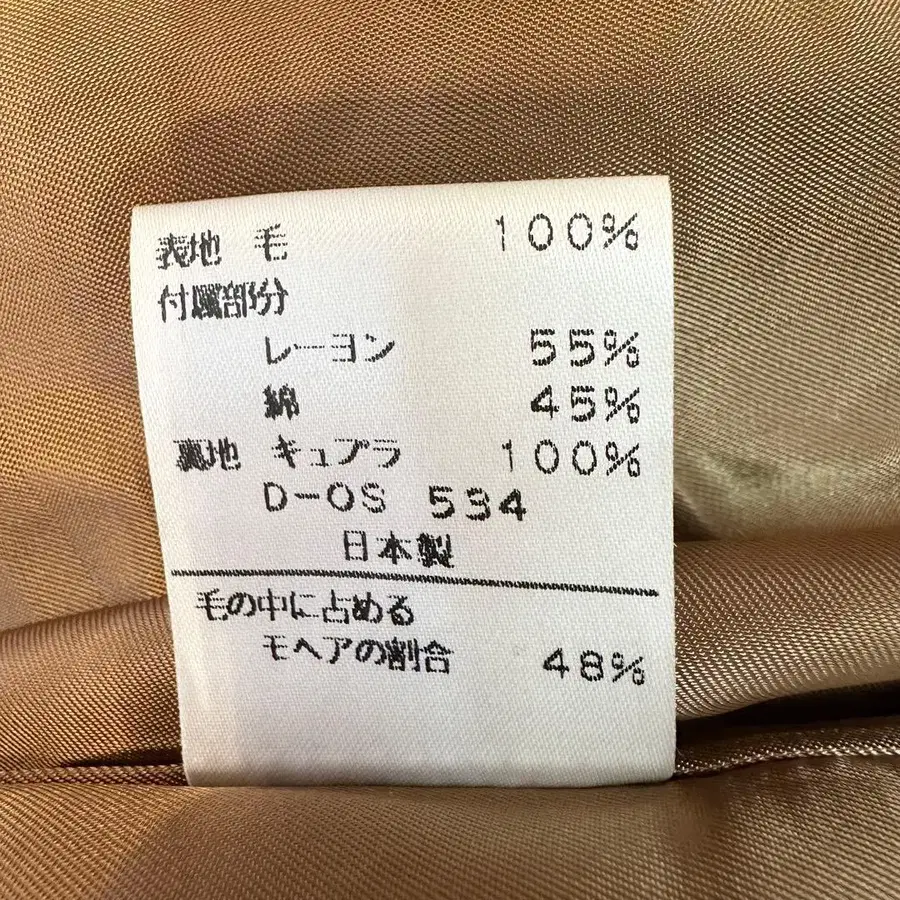 表地 毛 100%
付属部分
レーヨン 55%
綿 45%
裏地 キュプラ 100%
D-OS 534
日本製
毛の中に占める
モヘアの割合 48%